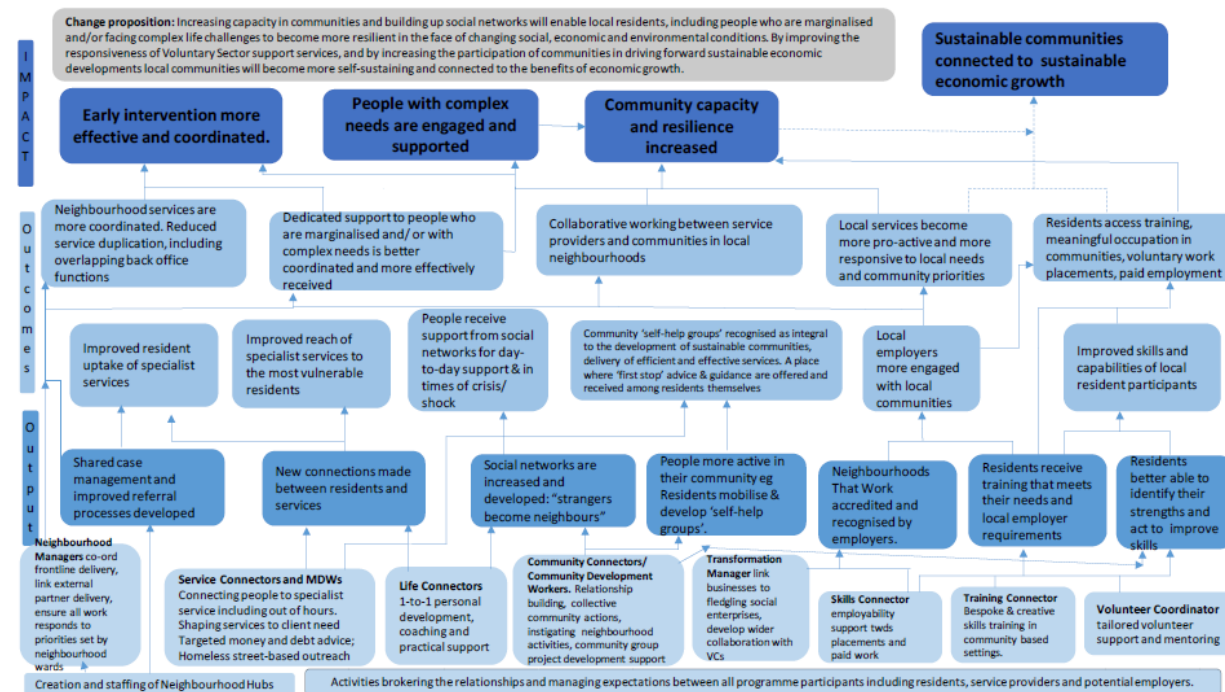 Change proposition: Increasing capacity in communities and building up social networks will enable local residents, including people who are marginalised
and/or facing complex life challenges to become more resilient in the face of changing social, economic and environmental conditions. By improving the
responsiveness of Voluntary Sector support services, and by increasing the participation of communities in driving forward sustainable economic
developments local communities will become more self-sustaining and connected to the benefits of economic growth.
Sustainable communities
connected to sustainable
economic growth
I
M
P
A
C
T
Early intervention more
effective and coordinated.
People with complex
needs are engaged and
supported
Community capacity
and resilience
increased
O
u
t
c
o
m
e
s
Neighbourhood services are
more coordinated. Reduced
service duplication, including
overlapping back office
functions
Dedicated support to people who
are marginalised and/ or with
complex needs is better
coordinated and more effectively
received
Collaborative working between service
providers and communities in local
neighbourhoods
Local services become
more pro-active and more
responsive to local needs
and community priorities
Residents access training,
meaningful occupation in
communities, voluntary work
placements, paid employment
Improved resident
uptake of specialist
services
Improved reach of
specialist services to
the most vulnerable
residents
People receive
support from social
networks for day-
to-day support & in
times of crisis/
shock
Community 'self-help groups' recognised as integral
to the development of sustainable communities,
delivery of efficient and effective services. A place
where 'first stop' advice & guidance are offered and
received among residents themselves
Local
employers
more engaged
with local
communities
Improved skills and
capabilities of local
resident participants
O
u
t
p
u
t
Shared case
management and
improved referral
processes developed
New connections made
between residents and
services
Social networks are
increased and
developed: "strangers
become neighbours"
People more active in
their community eg
Residents mobilise &
develop 'self-help
groups'.
Neighbourhoods
That Work
accredited and
recognised by
employers.
Residents receive
training that meets
their needs and
local employer
requirements
Residents
better able to
identify their
strengths and
act to improve
skills
Neighbourhood
Managers co-ord
frontline delivery,
link external
partner delivery,
ensure all work
responds to
priorities set by
neighbourhood
wards
Service Connectors and MDWs
Connecting people to specialist
service including out of hours.
Shaping services to client need
Targeted money and debt advice;
Homeless street-based outreach
Life Connectors
1-to-1 personal
development,
coaching and
practical support
Community Connectors/
Community Development
Workers. Relationship
building, collective
community actions,
instigating neighbourhood
activities, community group
project development support
Transformation
Manager link
businesses to
fledgling social
enterprises,
develop wider
collaboration with
VCs
Skills Connector
employability
support twds
placements and
paid work
Training Connector
Bespoke & creative
skills training in
community based
settings.
Volunteer Coordinator
tailored volunteer
support and mentoring
Creation and staffing of Neighbourhood Hubs
Activities brokering the relationships and managing expectations between all programme participants including residents, service providers and potential employers.